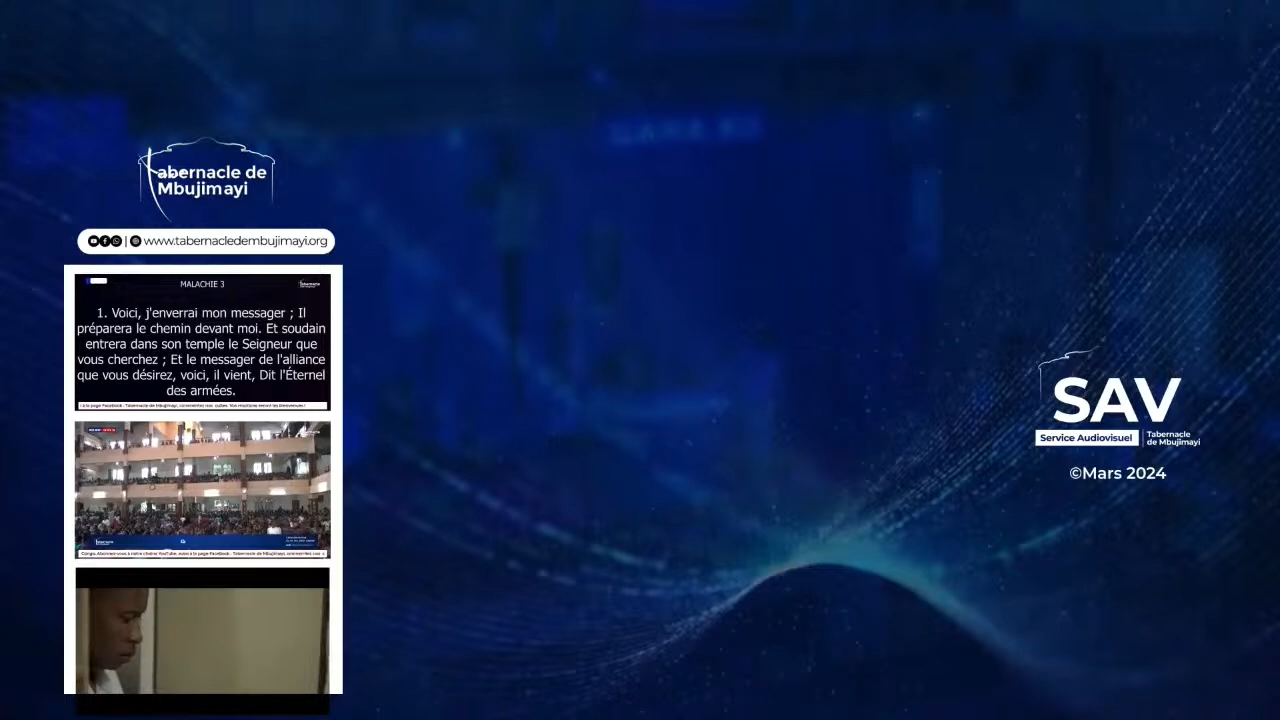 Tabernacle de
Mbujimayi
www.tabernacledembujimayi.org
MALACHIE 3
1. Voici, j'enverrai mon messager ; Il
préparera le chemin devant moi. Et soudain
entrera dans son temple le Seigneur que
vous cherchez ; Et le messager de l'alliance
que vous désirez, voici, il vient, Dit l'Éternel
des armées.
SAV
Service Audiovisuel
Tabernacle
de Mbujimayi
©Mars 2024